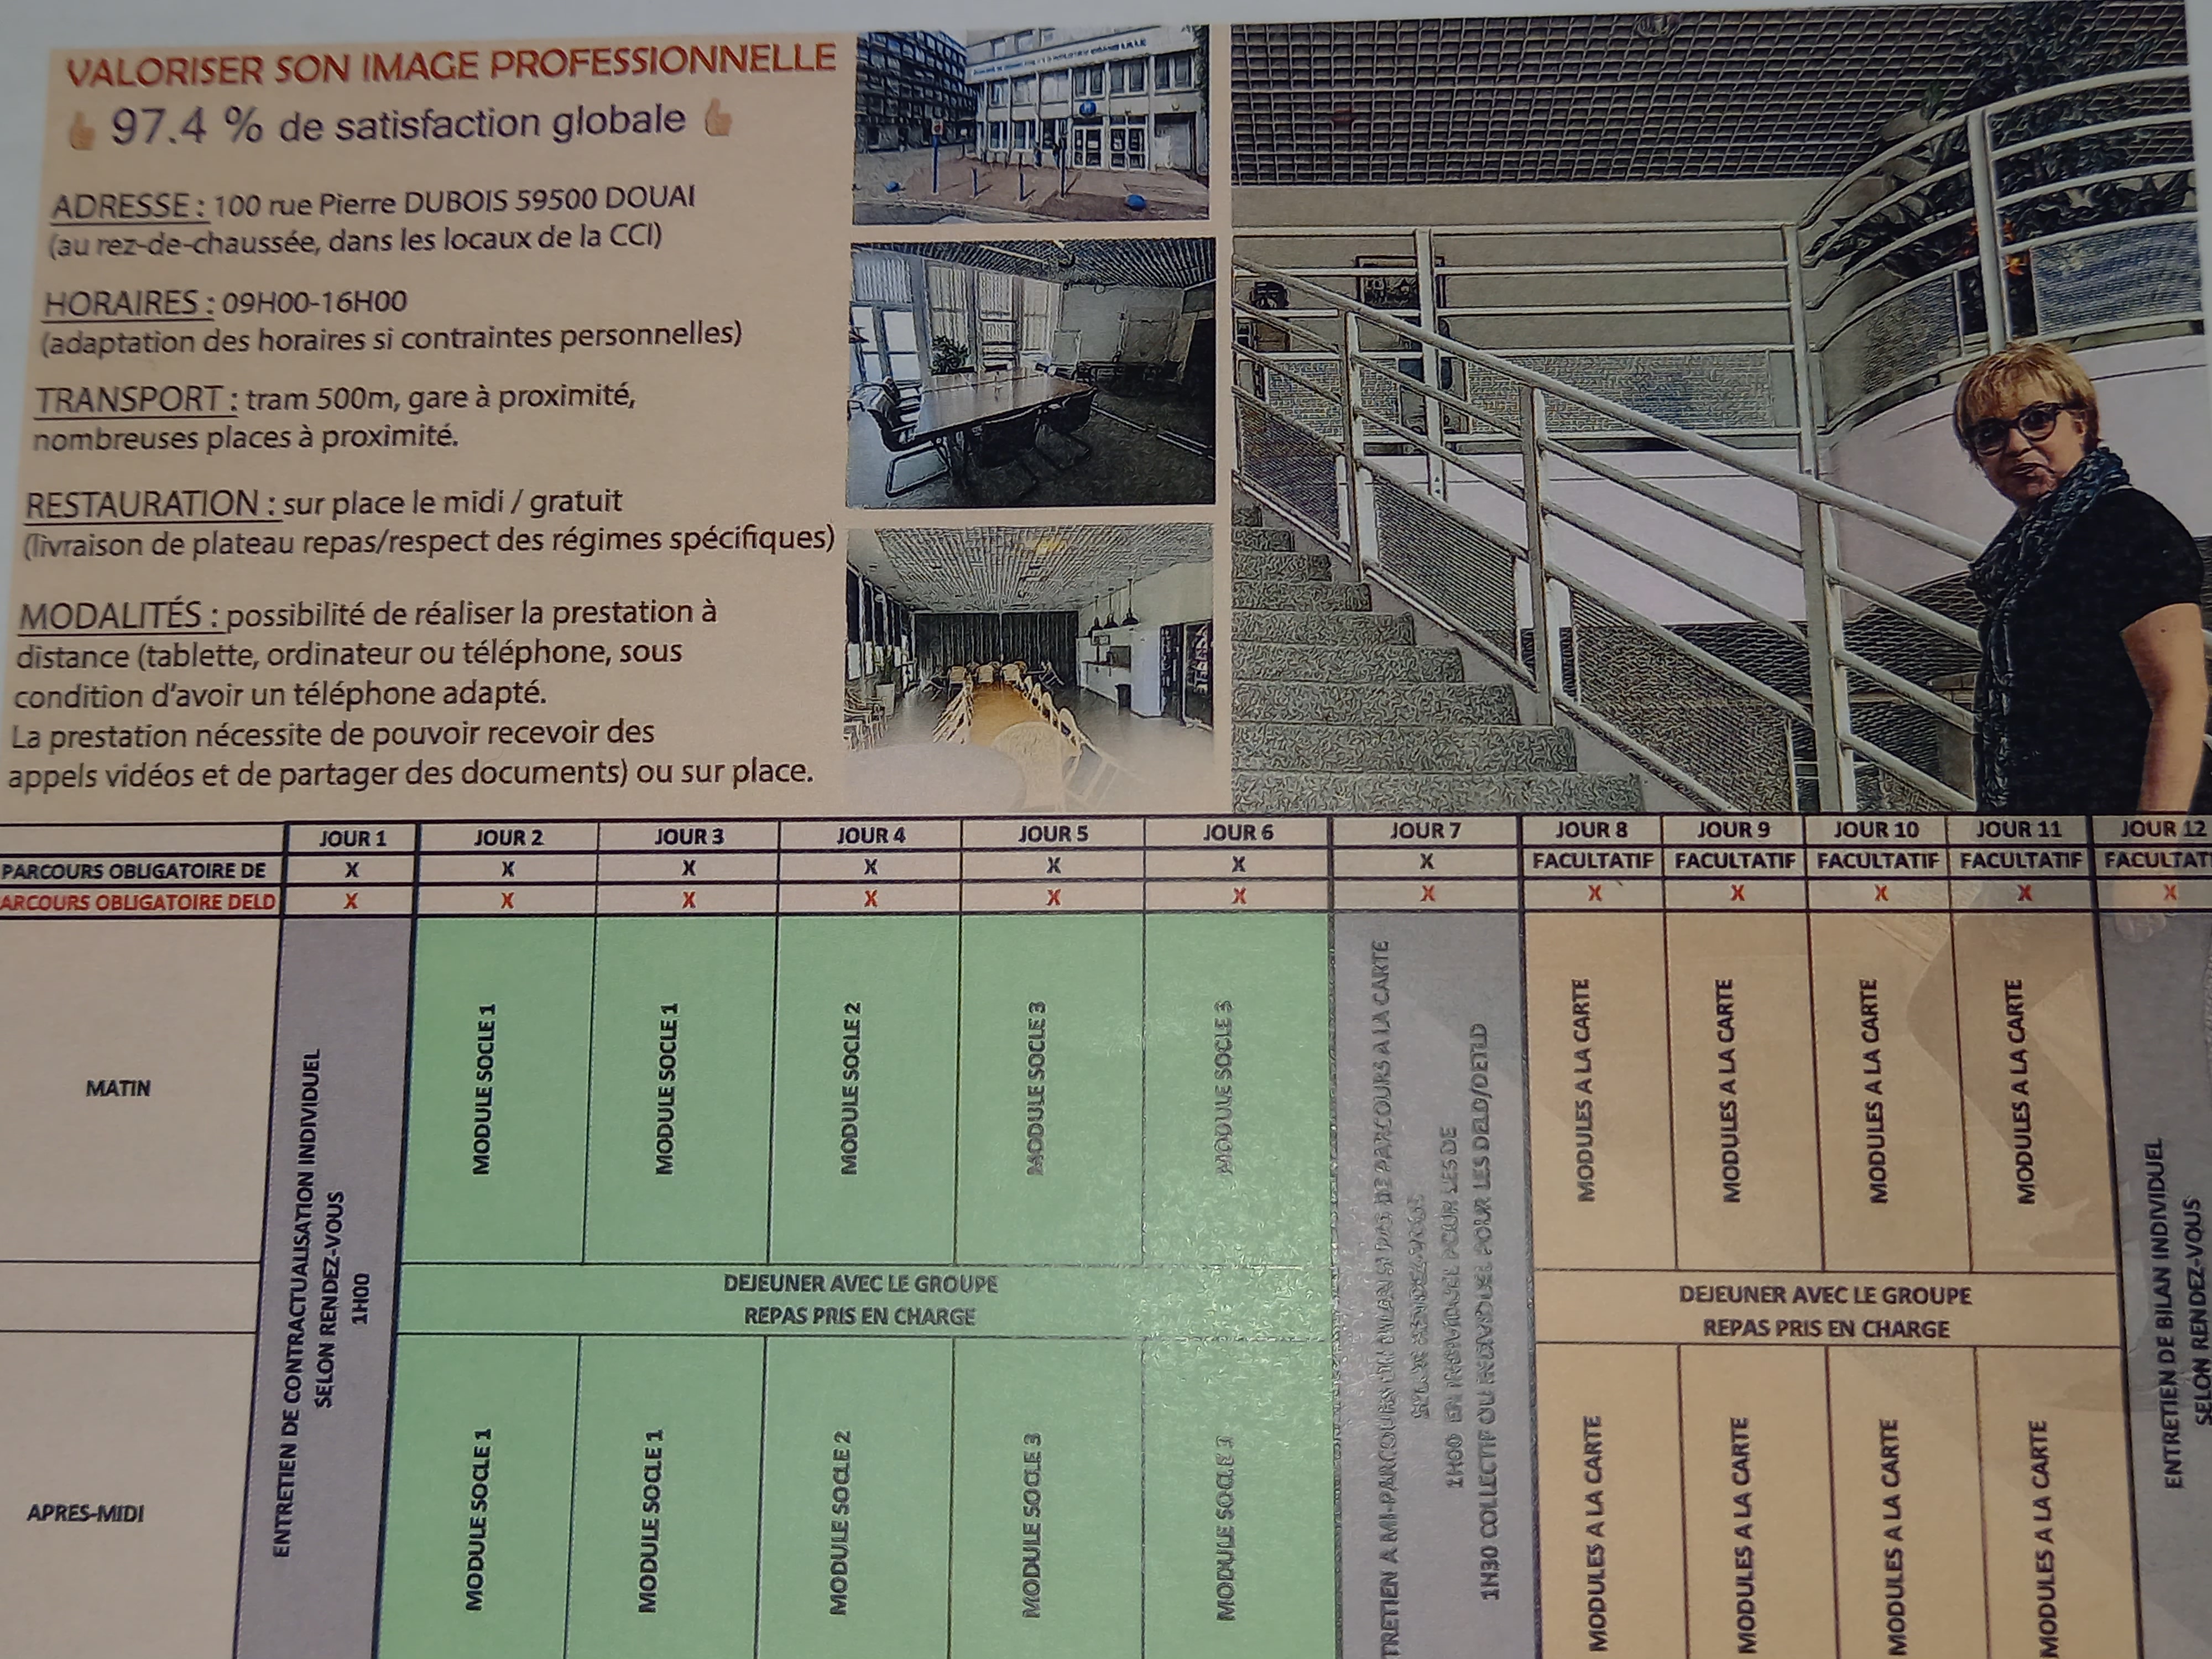 VALORISER SON IMAGE PROFESSIONNELLE
97.4 % de satisfaction globale
ADRESSE : 100 rue Pierre DUBOIS 59500 DOUAI
(au rez-de-chaussée, dans les locaux de la CCI)
HORAIRES : 09H00-16H00
(adaptation des horaires si contraintes personnelles)
TRANSPORT : tram 500m, gare à proximité,
nombreuses places à proximité.
RESTAURATION : sur place le midi / gratuit
(livraison de plateau repas/respect des régimes spécifiques)
MODALITÉS : possibilité de réaliser la prestation à
distance (tablette, ordinateur ou téléphone, sous
condition d'avoir un téléphone adapté.
La prestation nécessite de pouvoir recevoir des
appels vidéos et de partager des documents) ou sur place.
JOUR 1 JOUR 2 JOUR 3 JOUR 4 JOUR 5 JOUR 6 JOUR 7 JOUR 8 JOUR 9 JOUR 10 JOUR 11 JOUR 12
PARCOURS OBLIGATOIRE DE X X X X X X X FACULTATIF FACULTATIF FACULTATIF FACULTATIF FACULTATI
ARCOURS OBLIGATOIRE DELD X X X X X X X X X X X X
MATIN
ENTRETIEN DE CONTRACTUALISATION INDIVIDUEL
SELON RENDEZ-VOUS
1H00
MODULE SOCLE 1
MODULE SOCLE 1
MODULE SOCLE 2
MODULE SOCLE 3
MODULE SOCLE 3
TRETIEN A MI-PARCOURS PAS DE PARCOURS A LA CARTE
1H00 EN INDIVIDUEL POUR LES DE
1H30 COLLECTIF OU INDIVIDUEL POUR LES DELD/DETLD
MODULES A LA CARTE
MODULES A LA CARTE
MODULES A LA CARTE
MODULES A LA CARTE
ENTRETIEN DE BILAN INDIVIDUEL
SELON RENDEZ-VOUS
DEJEUNER AVEC LE GROUPE
REPAS PRIS EN CHARGE
DEJEUNER AVEC LE GROUPE
REPAS PRIS EN CHARGE
APRES-MIDI
MODULE SOCLE 1
MODULE SOCLE 1
MODULE SOCLE 2
MODULE SOCLE 3
MODULE SOCLE 3
MODULES A LA CARTE
MODULES A LA CARTE
MODULES A LA CARTE
MODULES A LA CARTE